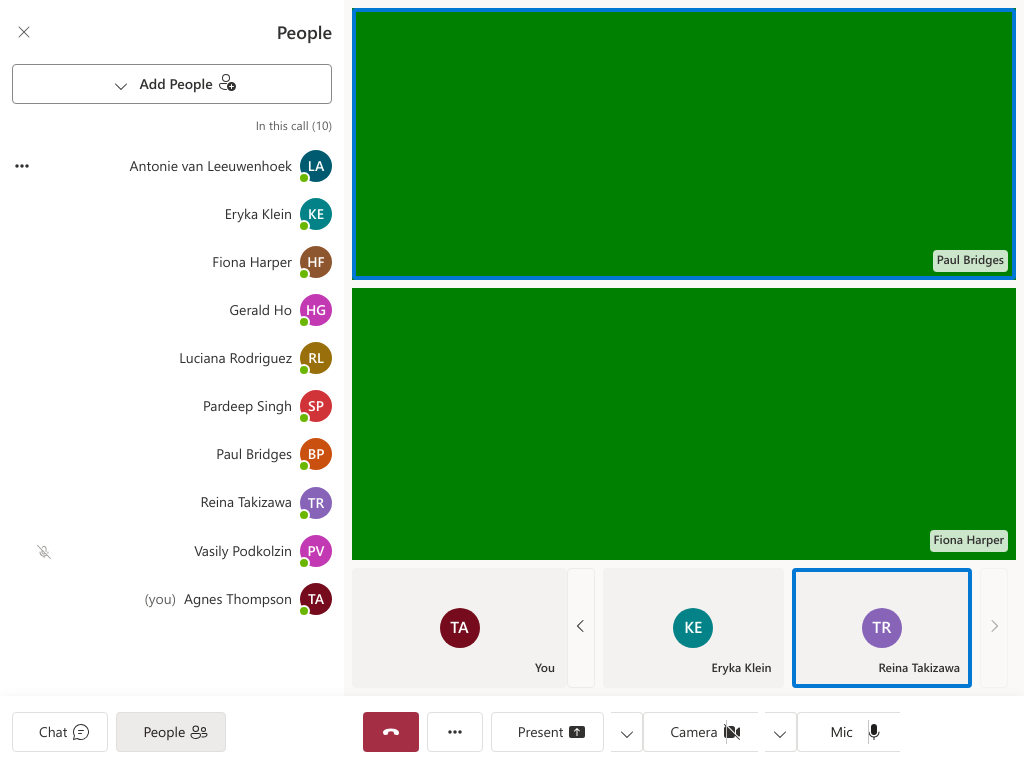 People
Add People
In this call (10)
Antonie van Leeuwenhoek LA
Eryka Klein KE
Fiona Harper HF
Gerald Ho HG
Luciana Rodriguez RL
Pardeep Singh SP
Paul Bridges BP
Reina Takizawa TR
Vasily Podkolzin PV
(you) Agnes Thompson TA
Paul Bridges
Fiona Harper
TA
You
KE
Eryka Klein
TR
Reina Takizawa
Chat
People
Present
Camera
Mic